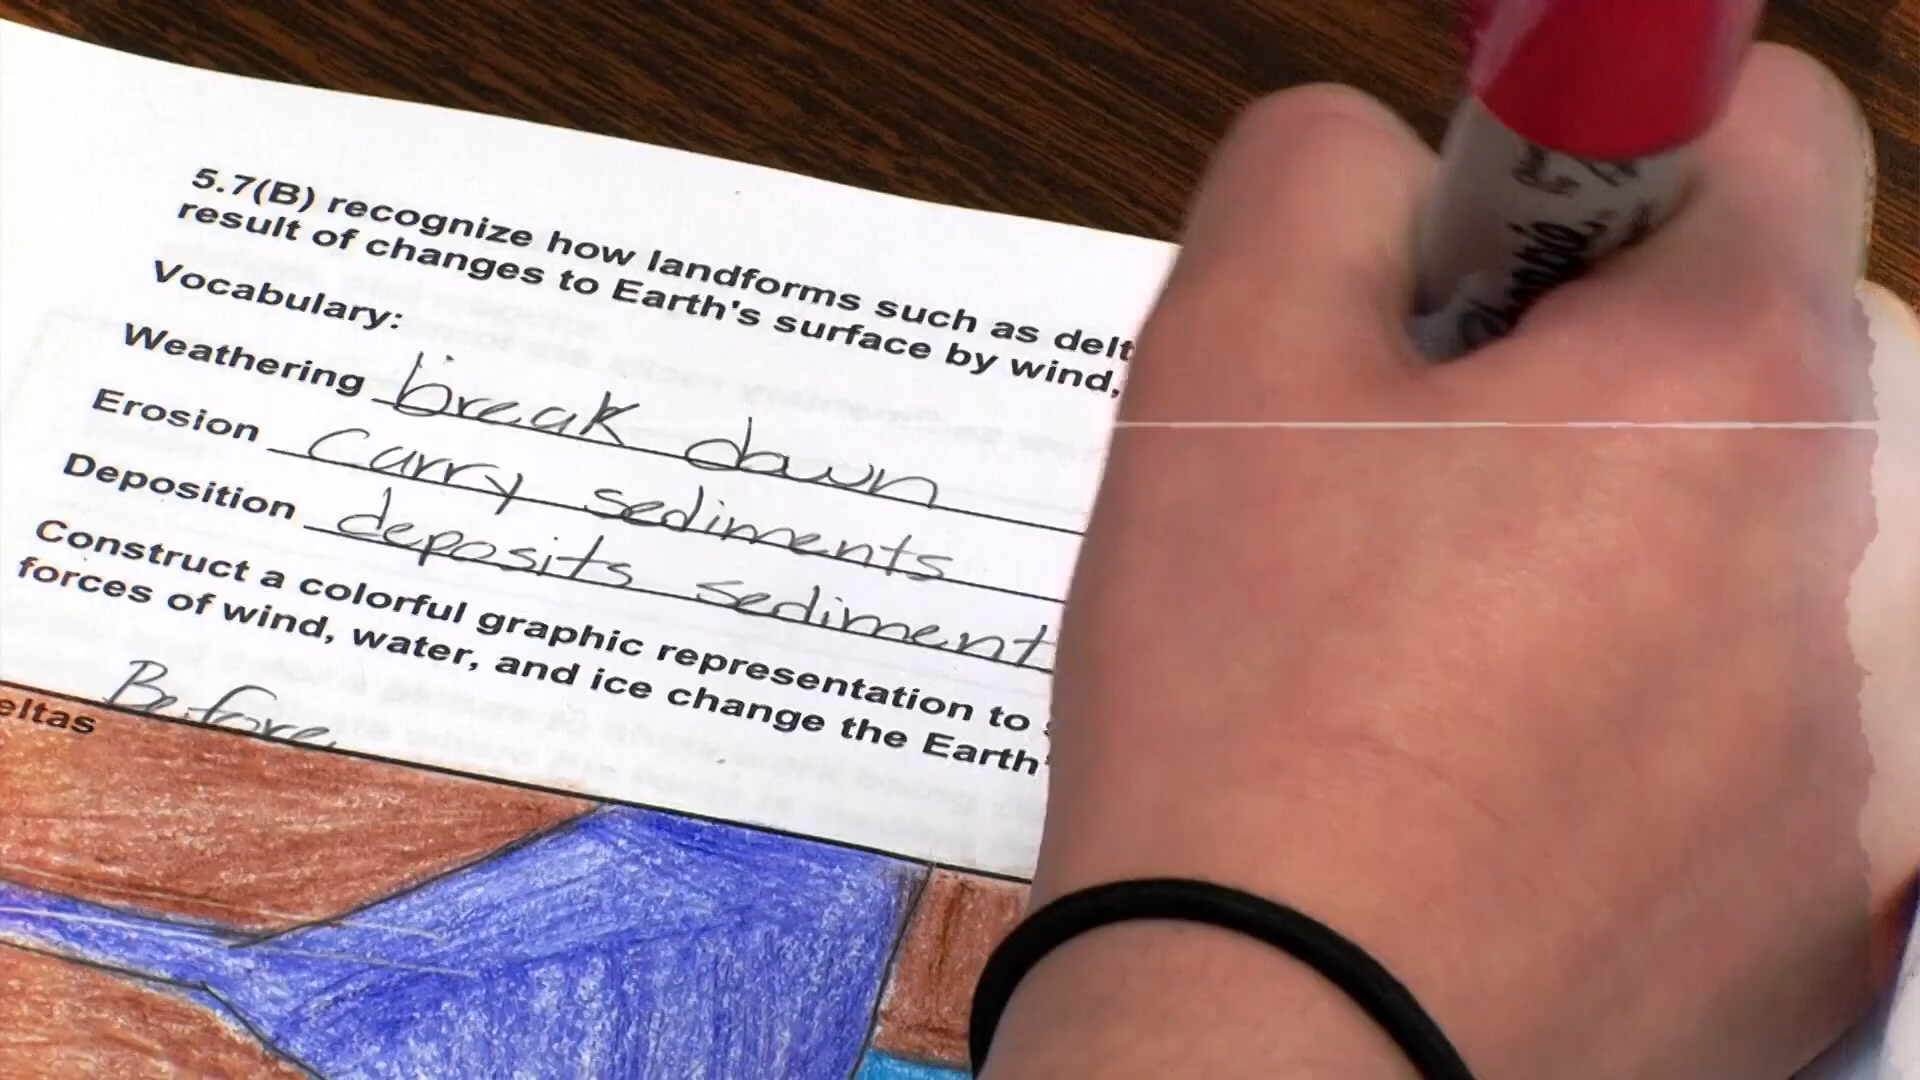 5.7(B) recognize how landforms such as delt
result of changes to Earth's surface by wind,
Vocabulary:
Weathering break down
Erosion carry sediments
Deposition deposits sediment
Construct a colorful graphic representation to
forces of wind, water, and ice change the Earth'
Before
eltas
Sharpie